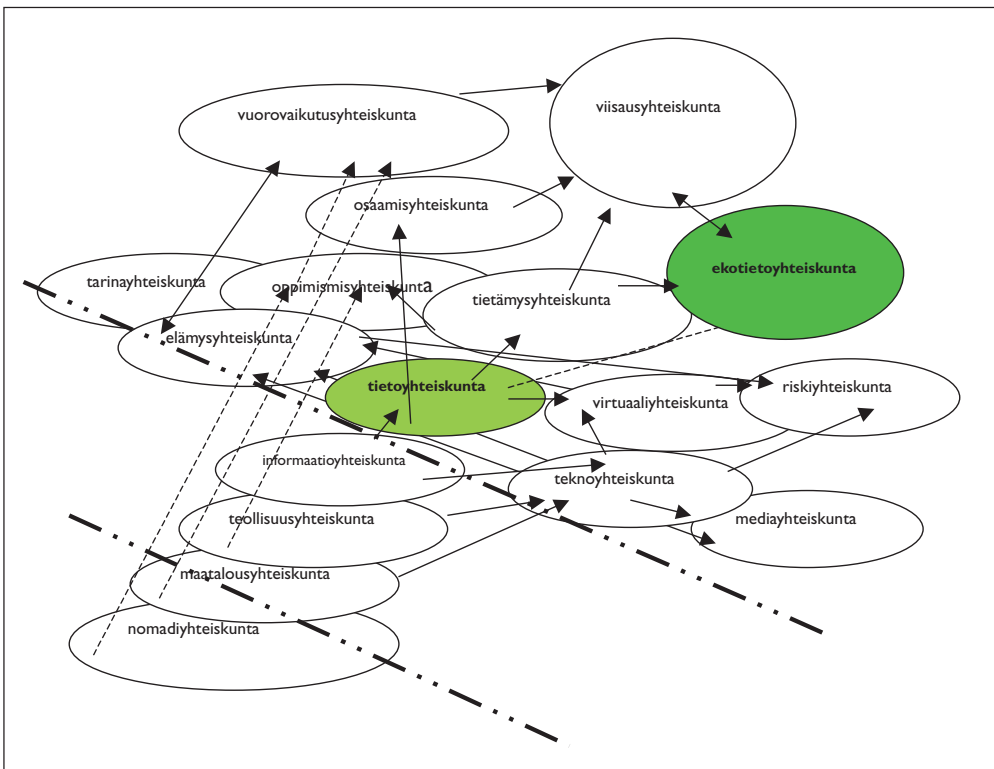 vuorovaikutusyhteiskunta
viisausyhteiskunta
osaamisyhteiskunta
ekotietoyhteiskunta
tarinayhteiskunta
oppimismisyhteiskunta
tietämysyhteiskunta
elämysyhteiskunta
tietoyhteiskunta
virtuaaliyhteiskunta
riskiyhteiskunta
informaatioyhteiskunta
teknoyhteiskunta
teollisuusyhteiskunta
mediayhteiskunta
maatalousyhteiskunta
nomadiyhteiskunta